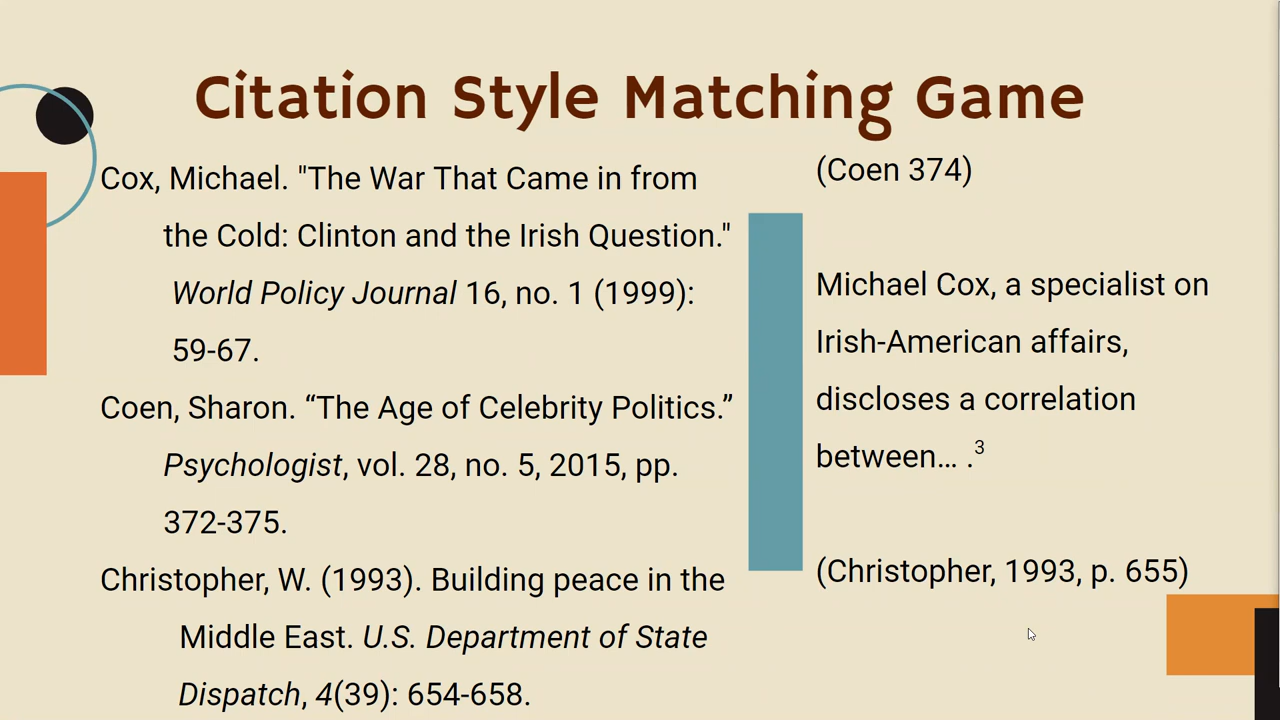 Citation Style Matching Game
Cox, Michael. "The War That Came in from
the Cold: Clinton and the Irish Question."
World Policy Journal 16, no. 1 (1999):
59-67.
Coen, Sharon. “The Age of Celebrity Politics.”
Psychologist, vol. 28, no. 5, 2015, pp.
372-375.
Christopher, W. (1993). Building peace in the
Middle East. U.S. Department of State
Dispatch, 4(39): 654-658.
(Coen 374)
Michael Cox, a specialist on
Irish-American affairs,
discloses a correlation
between… .³
(Christopher, 1993, p. 655)